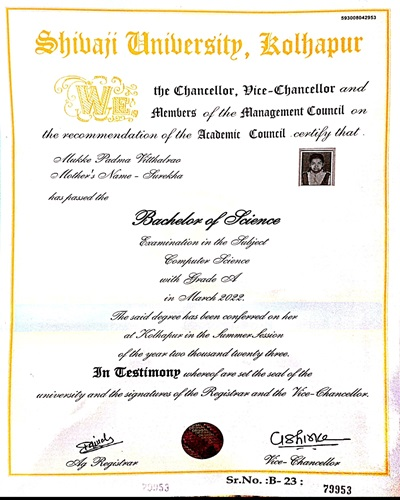 593009042953
Shivaji University, Kolhapur
We the Chancellor, Vice-Chancellor and
Members of the Management Council on
the recommendation of the Academic Council certify that
Mukke Padma Vitthalrao
Mother's Name - Surekha
has passed the
Bachelor of Science
Examination in the Subject
Computer Science
with Grade A
in March 2022.
The said degree has been conferred on her
at Kolhapur in the Summer Session
of the year two thousand twenty three.
In Testimony whereof are set the seal of the
university and the signatures of the Registrar and the Vice-Chancellor.
Ag Registrar
Vice-Chancellor
Sr.No. :B- 23 :
79953
79953